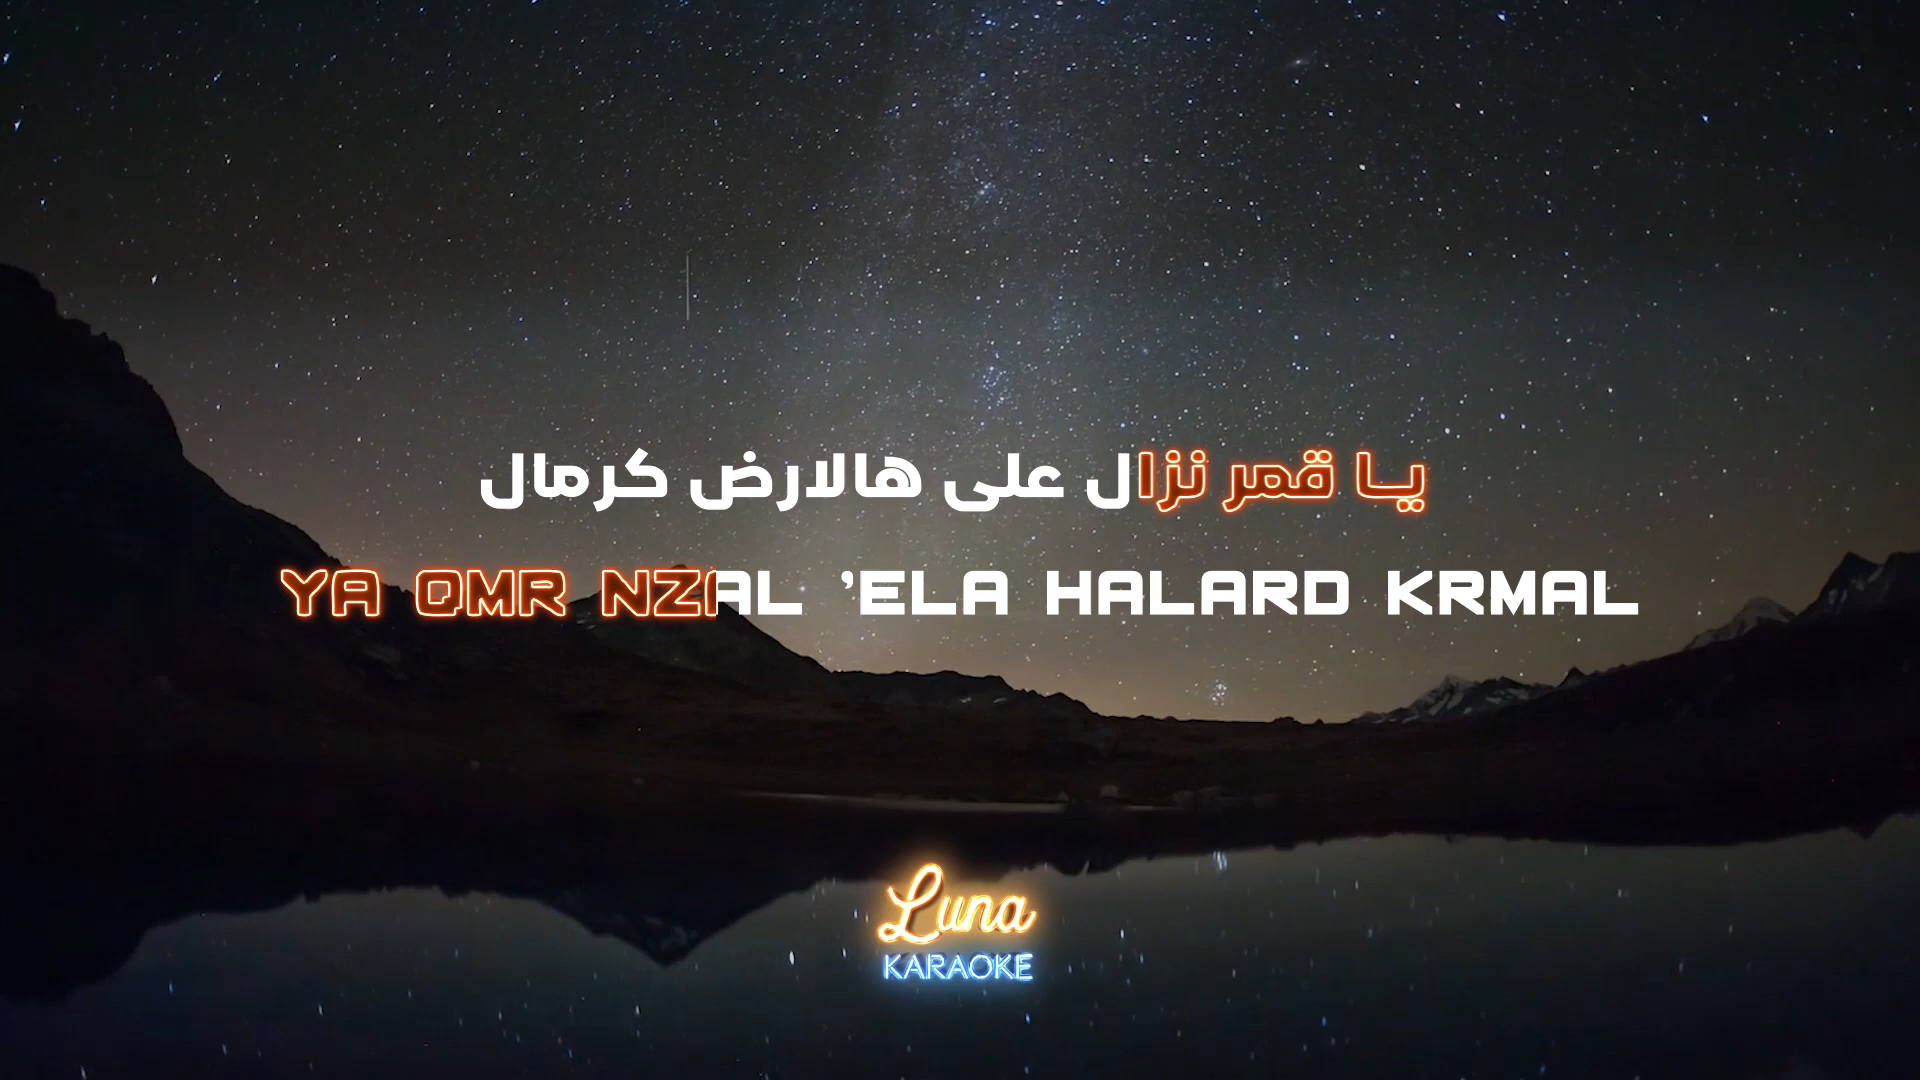 يا قمر نزال على هالارض كرمال
YA QMR NZAL 'ELA HALARD KRMAL
Luna
KARAOKE